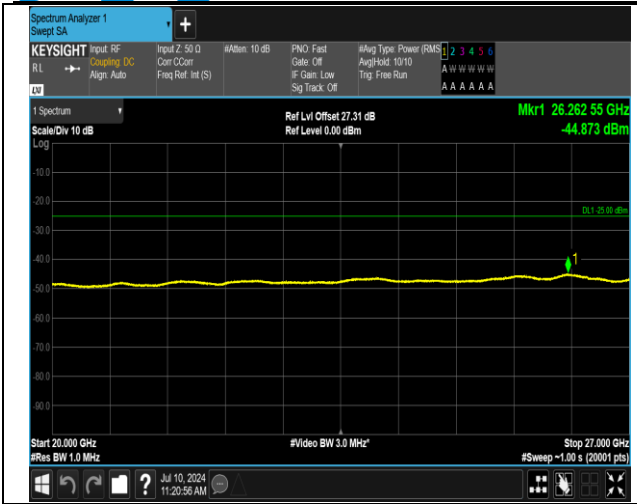 Spectrum Analyzer 1
Swept SA
+
KEYSIGHT
RL
Input: RF
Coupling: DC
Align: Auto
Input Z: 50 Ω
Corr CCorr
Freq Ref: Int (S)
#Atten: 10 dB
PNO: Fast
Gate: Off
IF Gain: Low
Sig Track: Off
#Avg Type: Power (RMS
Avg|Hold: 10/10
Trig: Free Run
1 2 3 4 5 6
A W W W W W
A A A A A A
LXI
1 Spectrum
Scale/Div 10 dB
Ref Lvl Offset 27.31 dB
Ref Level 0.00 dBm
Mkr1 26.262 55 GHz
-44.873 dBm
Log
-10.0
-20.0
DL1 -25.00 dBm
-30.0
-40.0
1
-50.0
-60.0
-70.0
-80.0
-90.0
Start 20.000 GHz
#Video BW 3.0 MHz*
Stop 27.000 GHz
#Res BW 1.0 MHz
#Sweep ~1.00 s (20001 pts)
?
Jul 10, 2024
11:20:56 AM